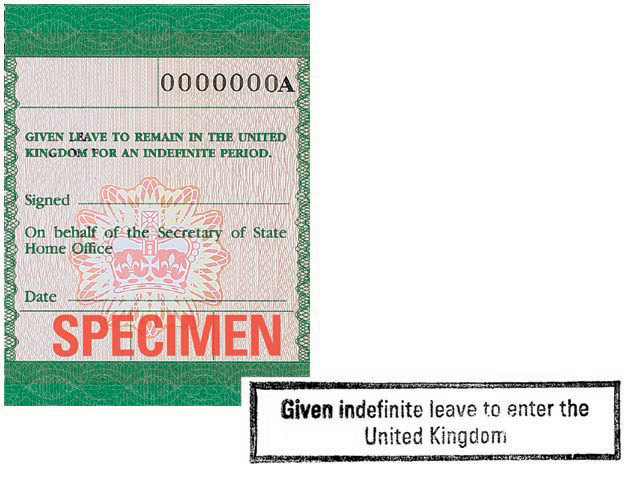 0000000A
GIVEN LEAVE TO REMAIN IN THE UNITED
KINGDOM FOR AN INDEFINITE PERIOD.
Signed
On behalf of the Secretary of State
Home Office
Date
SPECIMEN
Given indefinite leave to enter the
United Kingdom